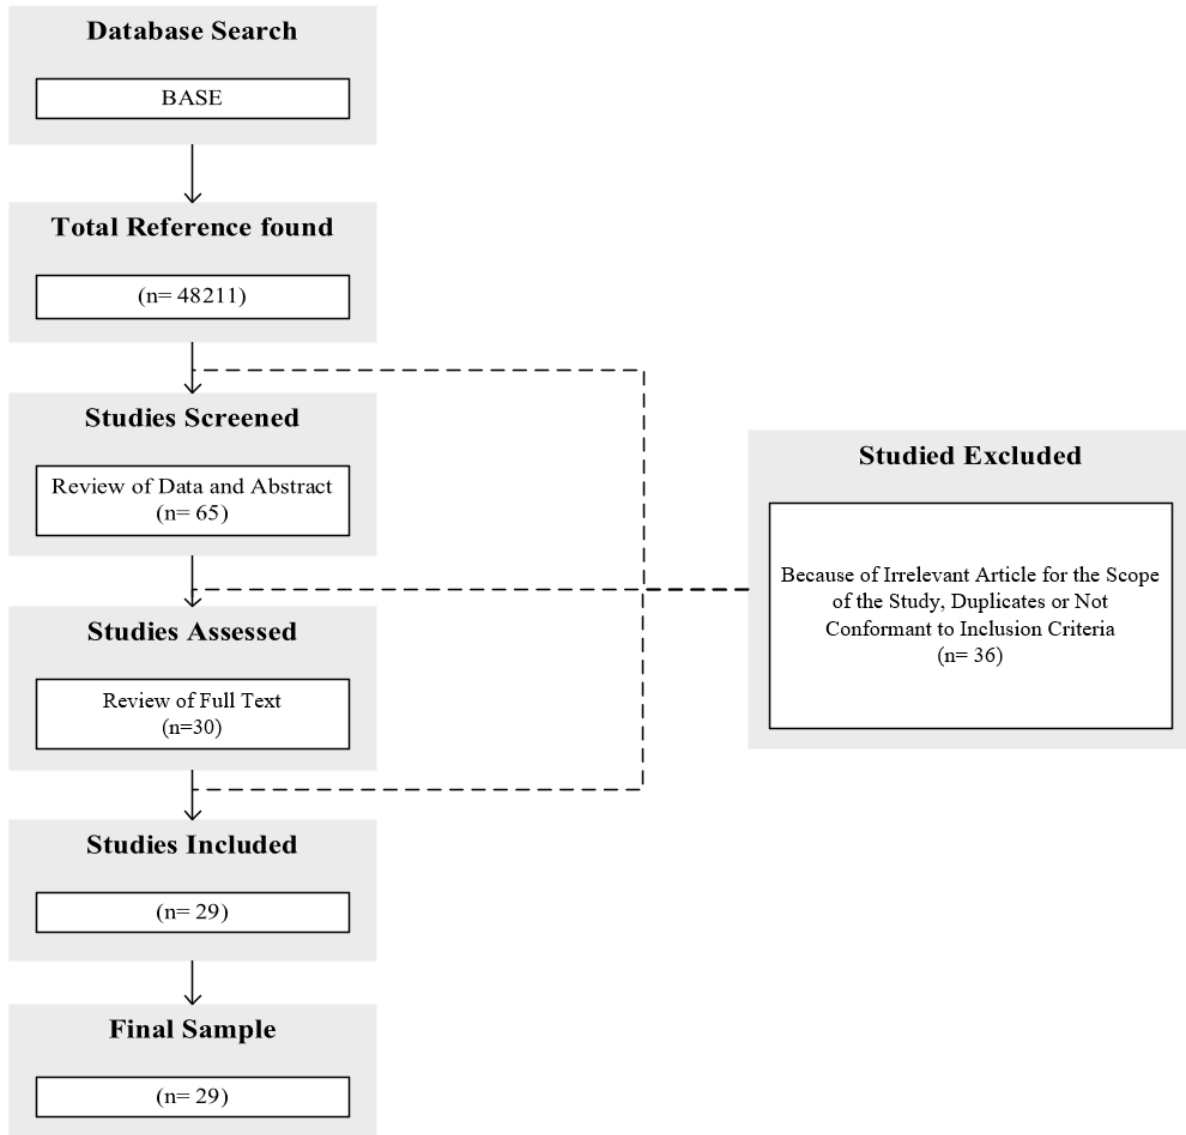 Database Search
BASE
Total Reference found
(n= 48211)
Studies Screened
Review of Data and Abstract
(n= 65)
Studied Excluded
Because of Irrelevant Article for the Scope
of the Study, Duplicates or Not
Conformant to Inclusion Criteria
(n= 36)
Studies Assessed
Review of Full Text
(n=30)
Studies Included
(n= 29)
Final Sample
(n= 29)